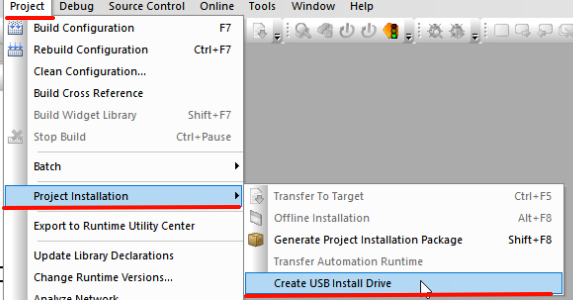 Project Debug Source Control Online Tools Window Help
Build Configuration F7
Rebuild Configuration Ctrl+F7
Clean Configuration...
Build Cross Reference
Build Widget Library Shift+F7
Stop Build Ctrl+Pause
Batch
Project Installation
Export to Runtime Utility Center
Update Library Declarations
Change Runtime Versions...
Analyze Network
Transfer To Target Ctrl+F5
Offline Installation Alt+F8
Generate Project Installation Package Shift+F8
Transfer Automation Runtime
Create USB Install Drive